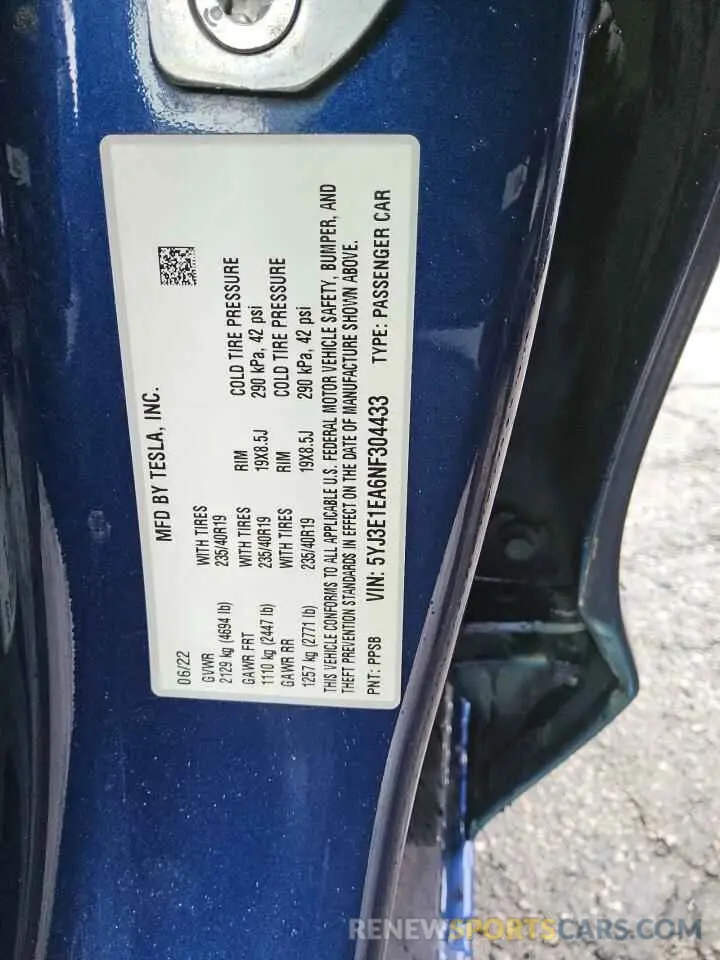 MFD BY TESLA, INC.
06/22
GVWR WITH TIRES RIM COLD TIRE PRESSURE
2129 kg (4694 lb) 235/40R19 19X8.5J 290 kPa, 42 psi
GAWR FRT WITH TIRES RIM COLD TIRE PRESSURE
1110 kg (2447 lb) 235/40R19 19X8.5J 290 kPa, 42 psi
GAWR RR WITH TIRES
1257 kg (2771 lb) 235/40R19
THIS VEHICLE CONFORMS TO ALL APPLICABLE U.S. FEDERAL MOTOR VEHICLE SAFETY, BUMPER, AND
THEFT PREVENTION STANDARDS IN EFFECT ON THE DATE OF MANUFACTURE SHOWN ABOVE.
PNT: PPSB VIN: 5YJ3E1EA6NF304433 TYPE: PASSENGER CAR
RENEWSPORTSCARS.COM